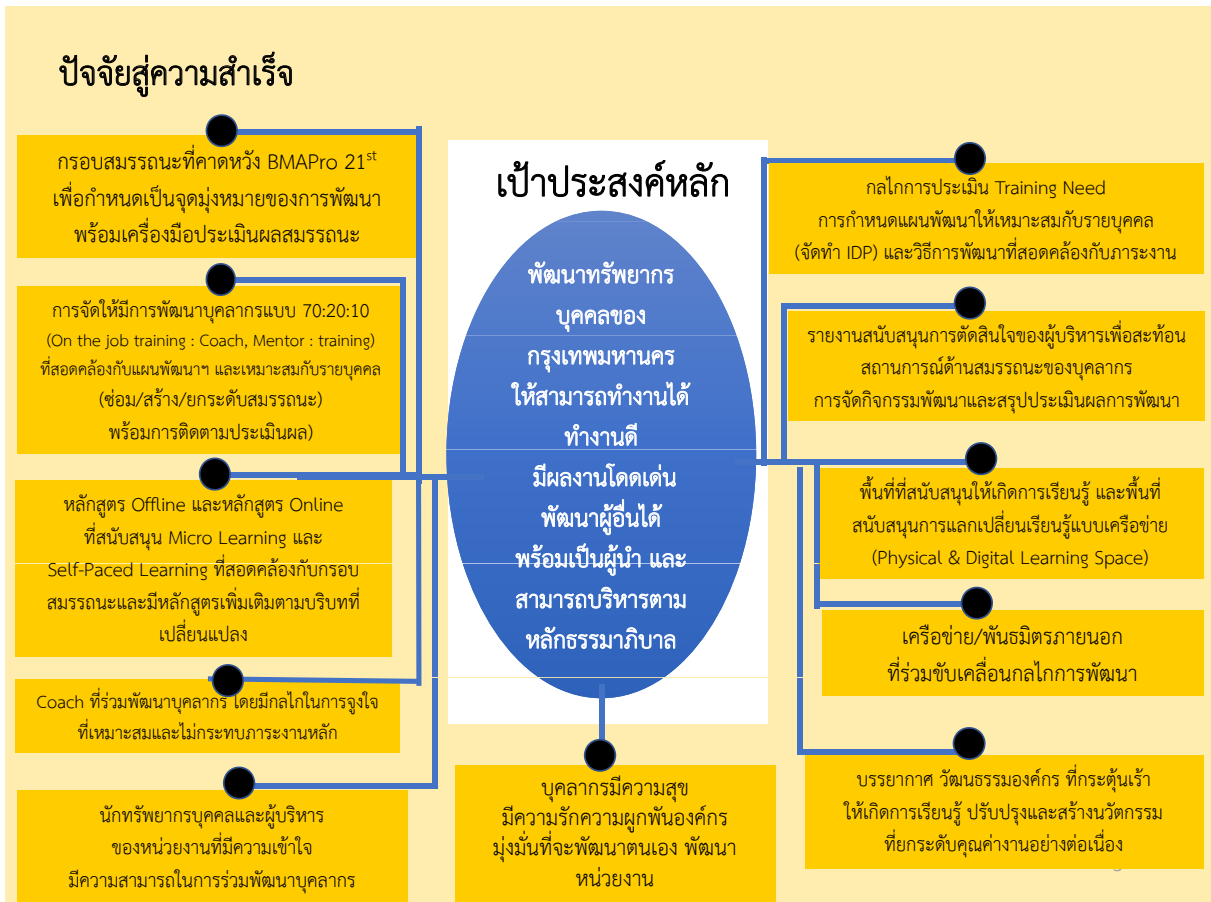 ปัจจัยสู่ความสำเร็จ
กรอบสมรรถนะที่คาดหวัง BMAPro 21st
เพื่อกำหนดเป็นจุดมุ่งหมายของการพัฒนา
พร้อมเครื่องมือประเมินผลสมรรถนะ
การจัดให้มีการพัฒนาบุคลากรแบบ 70:20:10
(On the job training : Coach, Mentor : training)
ที่สอดคล้องกับแผนพัฒนาฯ และเหมาะสมกับรายบุคคล
(ซ่อม/สร้าง/ยกระดับสมรรถนะ)
พร้อมการติดตามประเมินผล)
หลักสูตร Offline และหลักสูตร Online
ที่สนับสนุน Micro Learning และ
Self-Paced Learning ที่สอดคล้องกับกรอบ
สมรรถนะและมีหลักสูตรเพิ่มเติมตามบริบทที่
เปลี่ยนแปลง
Coach ที่ร่วมพัฒนาบุคลากร โดยมีกลไกในการจูงใจ
ที่เหมาะสมและไม่กระทบภาระงานหลัก
นักทรัพยากรบุคคลและผู้บริหาร
ของหน่วยงานที่มีความเข้าใจ
มีความสามารถในการร่วมพัฒนาบุคลากร
เป้าประสงค์หลัก
พัฒนาทรัพยากร
บุคคลของ
กรุงเทพมหานคร
ให้สามารถทำงานได้
ทำงานดี
มีผลงานโดดเด่น
พัฒนาผู้อื่นได้
พร้อมเป็นผู้นำ และ
สามารถบริหารตาม
หลักธรรมาภิบาล
บุคลากรมีความสุข
มีความรักความผูกพันองค์กร
มุ่งมั่นที่จะพัฒนาตนเอง พัฒนา
หน่วยงาน
กลไกการประเมิน Training Need
การกำหนดแผนพัฒนาให้เหมาะสมกับรายบุคคล
(จัดทำ IDP) และวิธีการพัฒนาที่สอดคล้องกับภาระงาน
รายงานสนับสนุนการตัดสินใจของผู้บริหารเพื่อสะท้อน
สถานการณ์ด้านสมรรถนะของบุคลากร
การจัดกิจกรรมพัฒนาและสรุปประเมินผลการพัฒนา
พื้นที่ที่สนับสนุนให้เกิดการเรียนรู้ และพื้นที่
สนับสนุนการแลกเปลี่ยนเรียนรู้แบบเครือข่าย
(Physical & Digital Learning Space)
เครือข่าย/พันธมิตรภายนอก
ที่ร่วมขับเคลื่อนกลไกการพัฒนา
บรรยากาศ วัฒนธรรมองค์กร ที่กระตุ้นเร้า
ให้เกิดการเรียนรู้ ปรับปรุงและสร้างนวัตกรรม
ที่ยกระดับคุณค่างานอย่างต่อเนื่อง